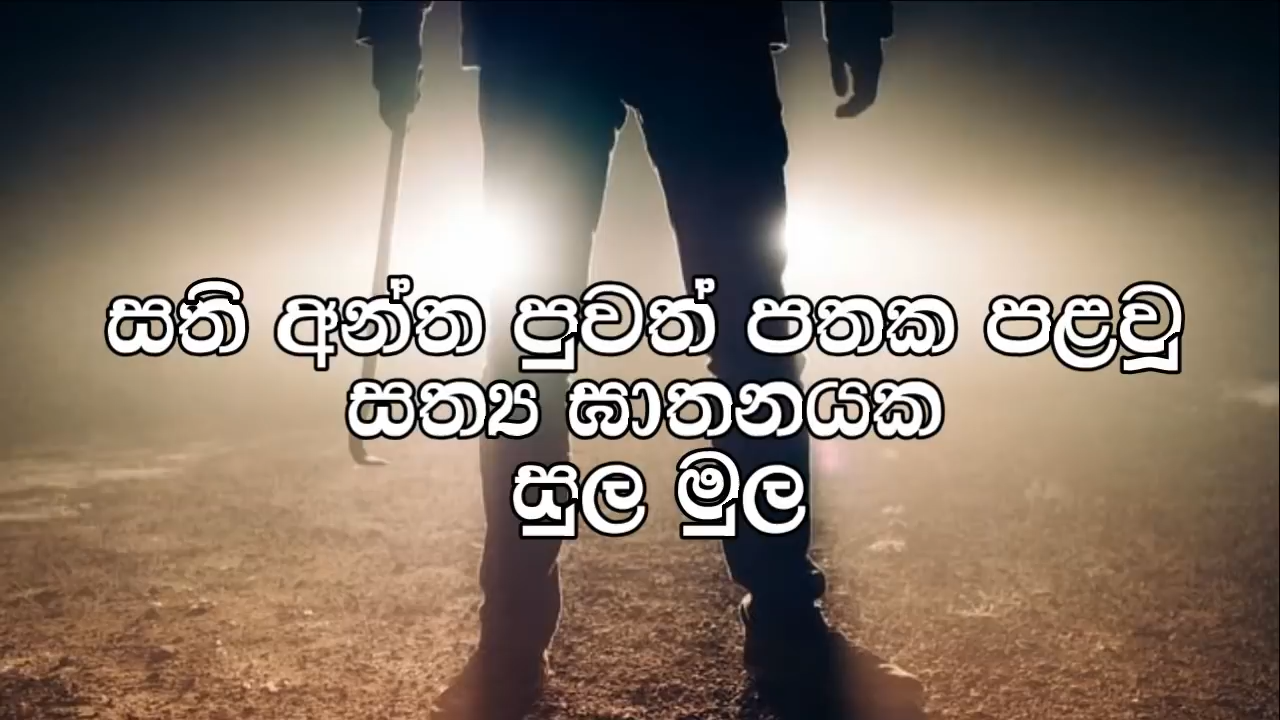 සති අන්ත පුවත් පතක පළවූ
සත්‍ය ඝාතනයක
සුල මුල